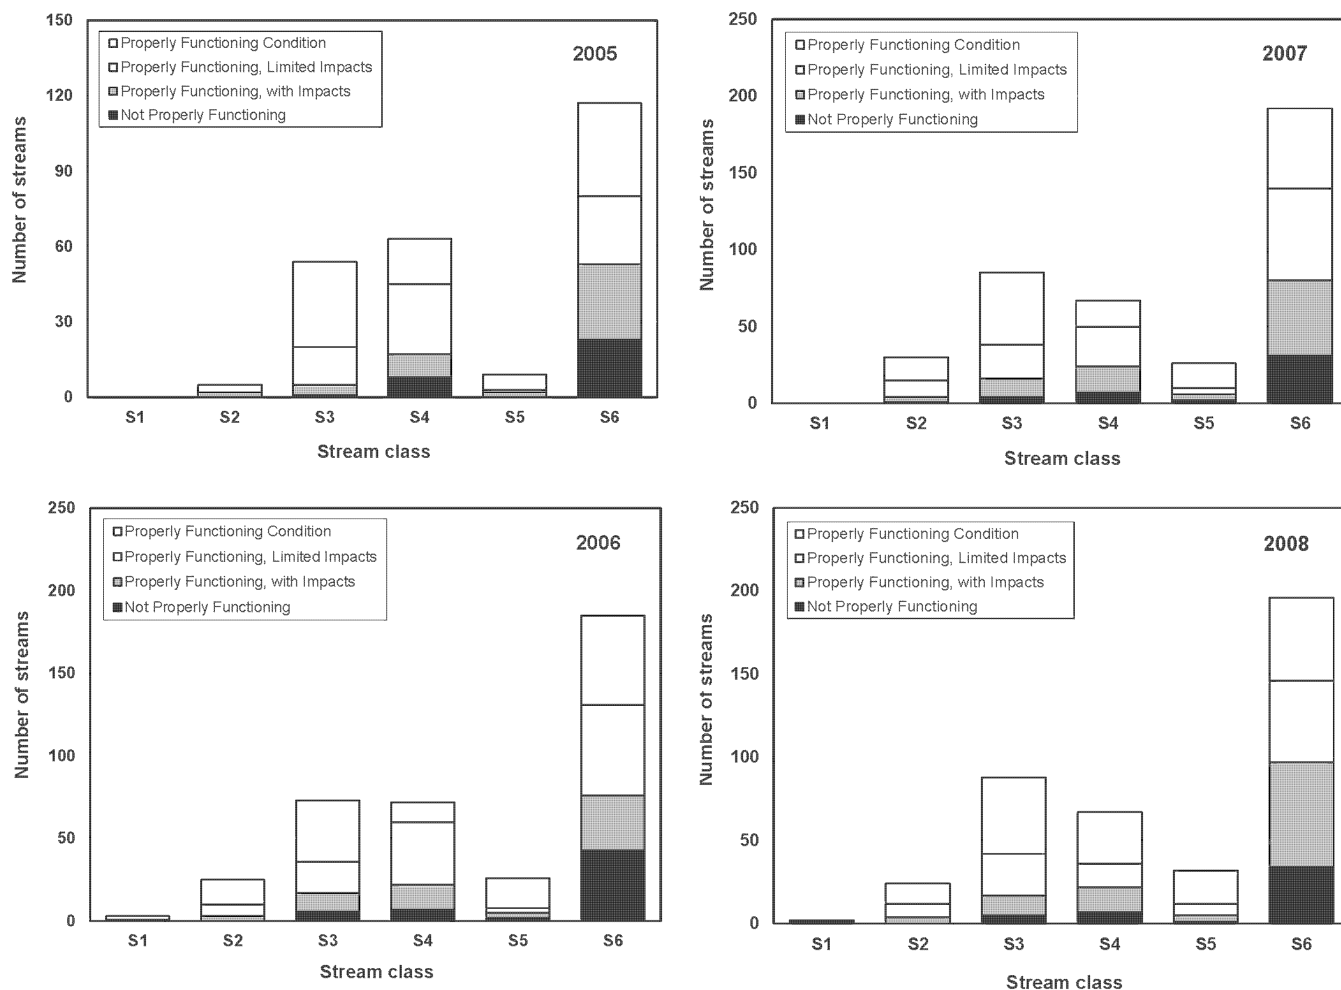 150
120
90
60
30
0
Number of streams
Properly Functioning Condition
Properly Functioning, Limited Impacts
Properly Functioning, with Impacts
Not Properly Functioning
2005
S1 S2 S3 S4 S5 S6
Stream class
250
200
150
100
50
0
Number of streams
Properly Functioning Condition
Properly Functioning, Limited Impacts
Properly Functioning, with Impacts
Not Properly Functioning
2007
S1 S2 S3 S4 S5 S6
Stream class
250
200
150
100
50
0
Number of streams
Properly Functioning Condition
Properly Functioning, Limited Impacts
Properly Functioning, with Impacts
Not Properly Functioning
2006
S1 S2 S3 S4 S5 S6
Stream class
250
200
150
100
50
0
Number of streams
Properly Functioning Condition
Properly Functioning, Limited Impacts
Properly Functioning, with Impacts
Not Properly Functioning
2008
S1 S2 S3 S4 S5 S6
Stream class